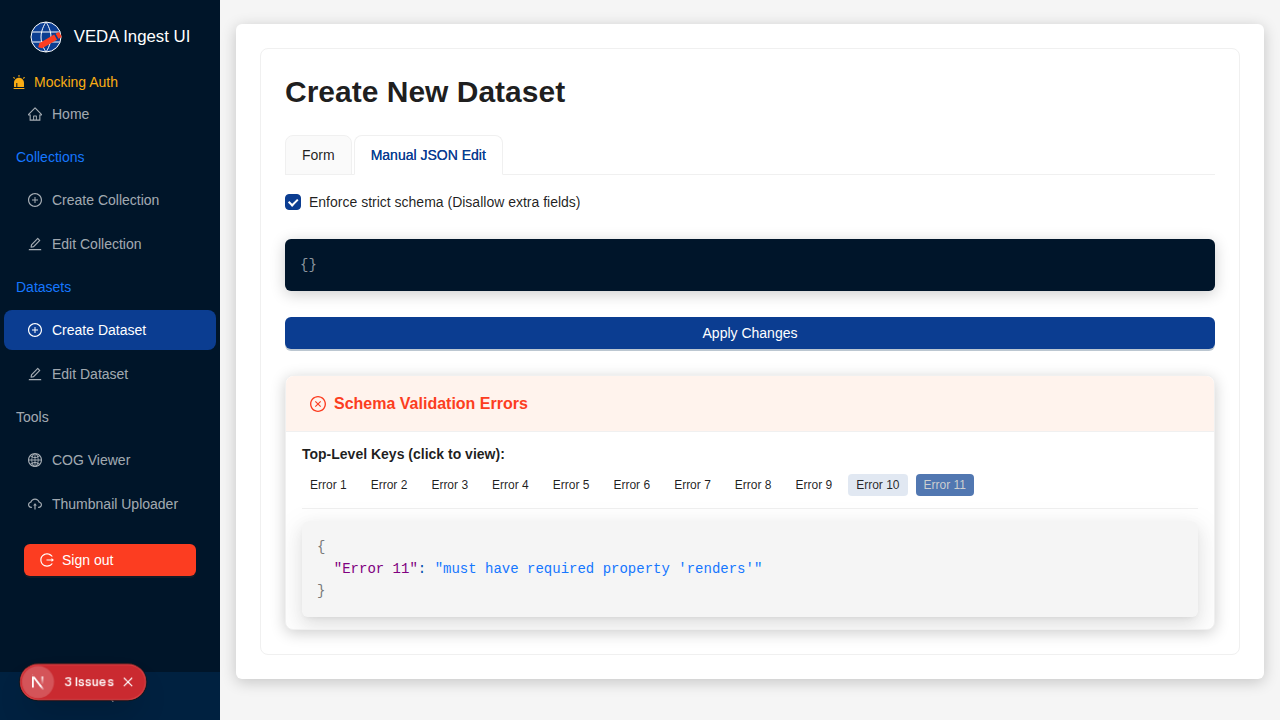 VEDA Ingest UI
Mocking Auth
Home
Collections
Create Collection
Edit Collection
Datasets
Create Dataset
Edit Dataset
Tools
COG Viewer
Thumbnail Uploader
Sign out
3 Issues
Create New Dataset
Form
Manual JSON Edit
Enforce strict schema (Disallow extra fields)
{}
Apply Changes
Schema Validation Errors
Top-Level Keys (click to view):
Error 1 Error 2 Error 3 Error 4 Error 5 Error 6 Error 7 Error 8 Error 9 Error 10 Error 11
{
"Error 11": "must have required property 'renders'"
}